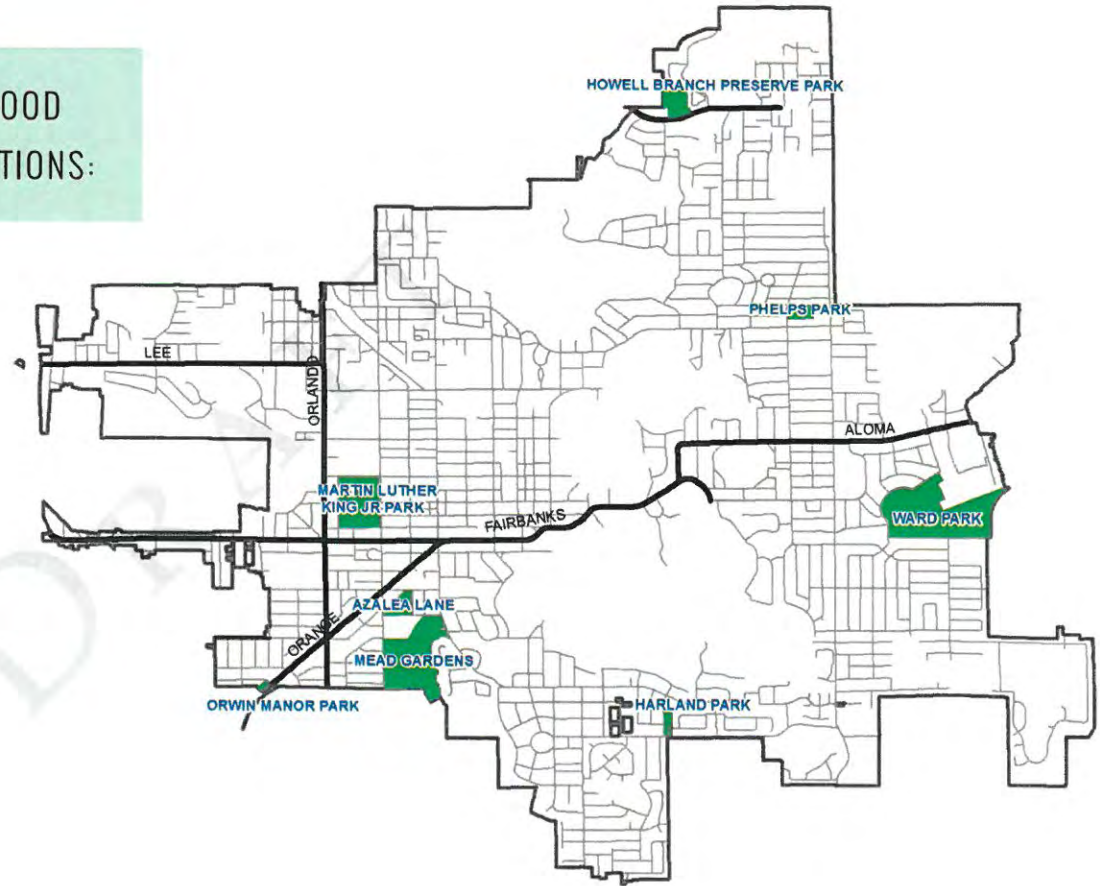 OOD
TIONS:
HOWELL BRANCH PRESERVE PARK
PHELPS PARK
LEE
ORLANDO
ALOMA
MARTIN LUTHER
KING JR PARK
FAIRBANKS
WARD PARK
AZALEA LANE
ORANGE
MEAD GARDENS
ORWIN MANOR PARK
HARLAND PARK
DRAFT